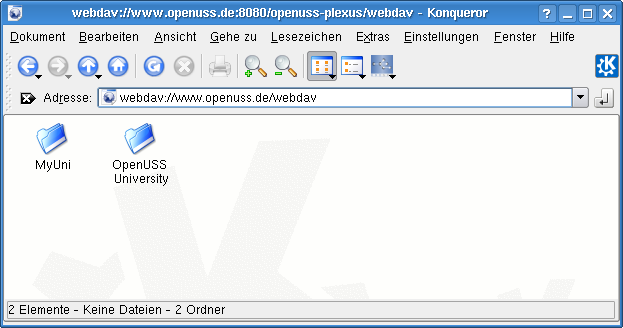 webdav://www.openuss.de:8080/openuss-plexus/webdav - Konqueror
Dokument Bearbeiten Ansicht Gehe zu Lesezeichen Extras Einstellungen Fenster Hilfe
Adresse: webdav://www.openuss.de/webdav
MyUni OpenUSS
University
2 Elemente - Keine Dateien - 2 Ordner